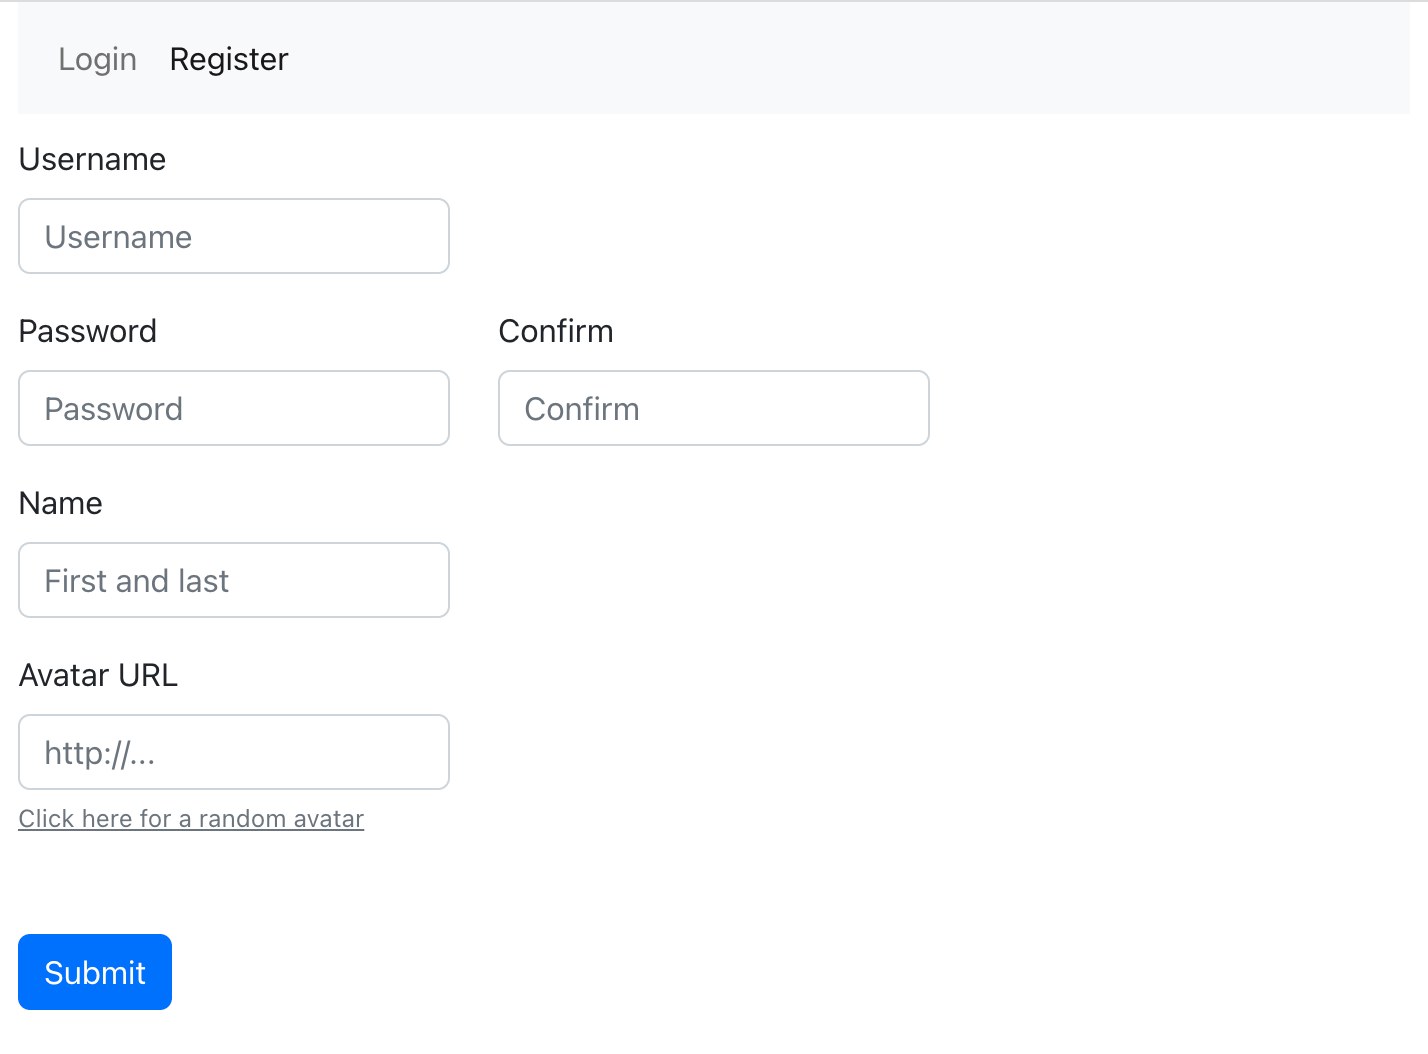 Login Register
Username
Username
Password Confirm
Password Confirm
Name
First and last
Avatar URL
http://...
Click here for a random avatar
Submit